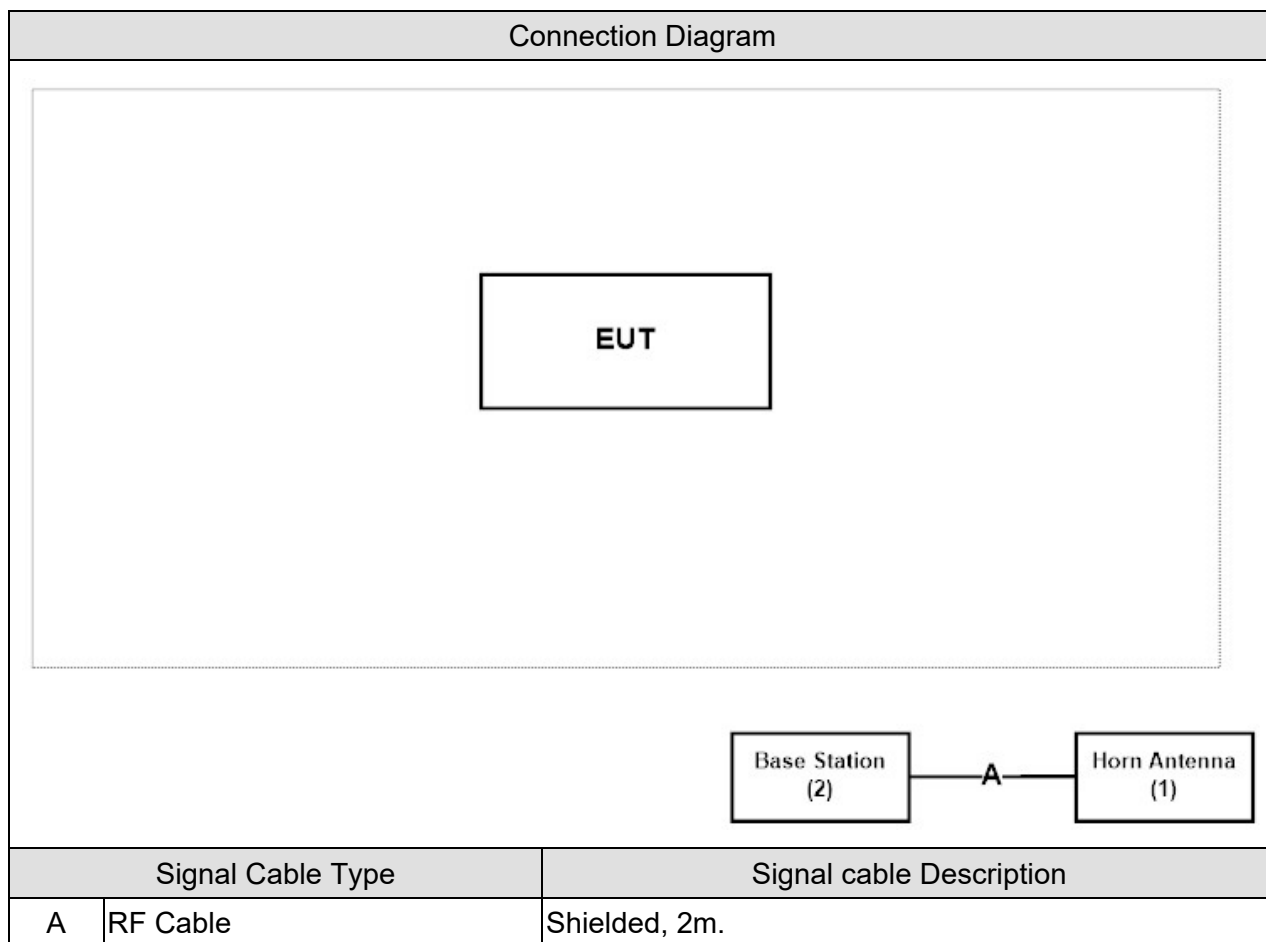 Connection Diagram
EUT
Base Station
(2)
A
Horn Antenna
(1)
Signal Cable Type
Signal cable Description
A
RF Cable
Shielded, 2m.